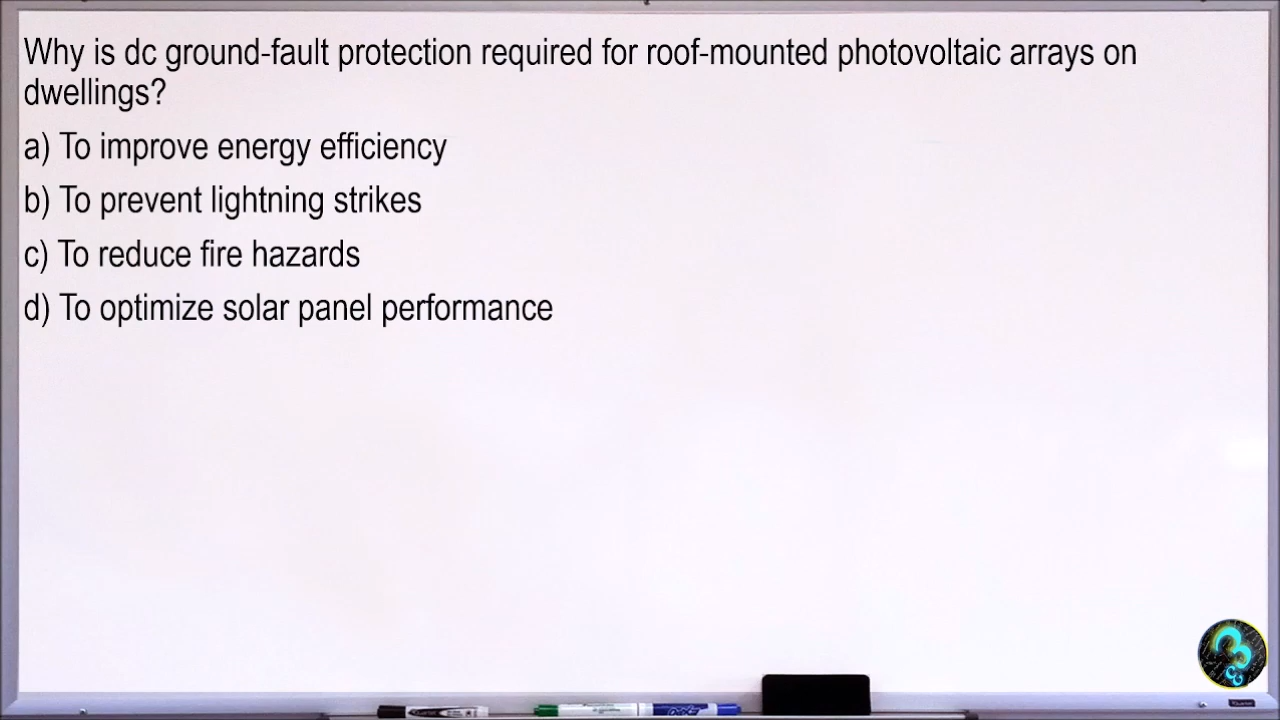 Why is dc ground-fault protection required for roof-mounted photovoltaic arrays on
dwellings?
a) To improve energy efficiency
b) To prevent lightning strikes
c) To reduce fire hazards
d) To optimize solar panel performance